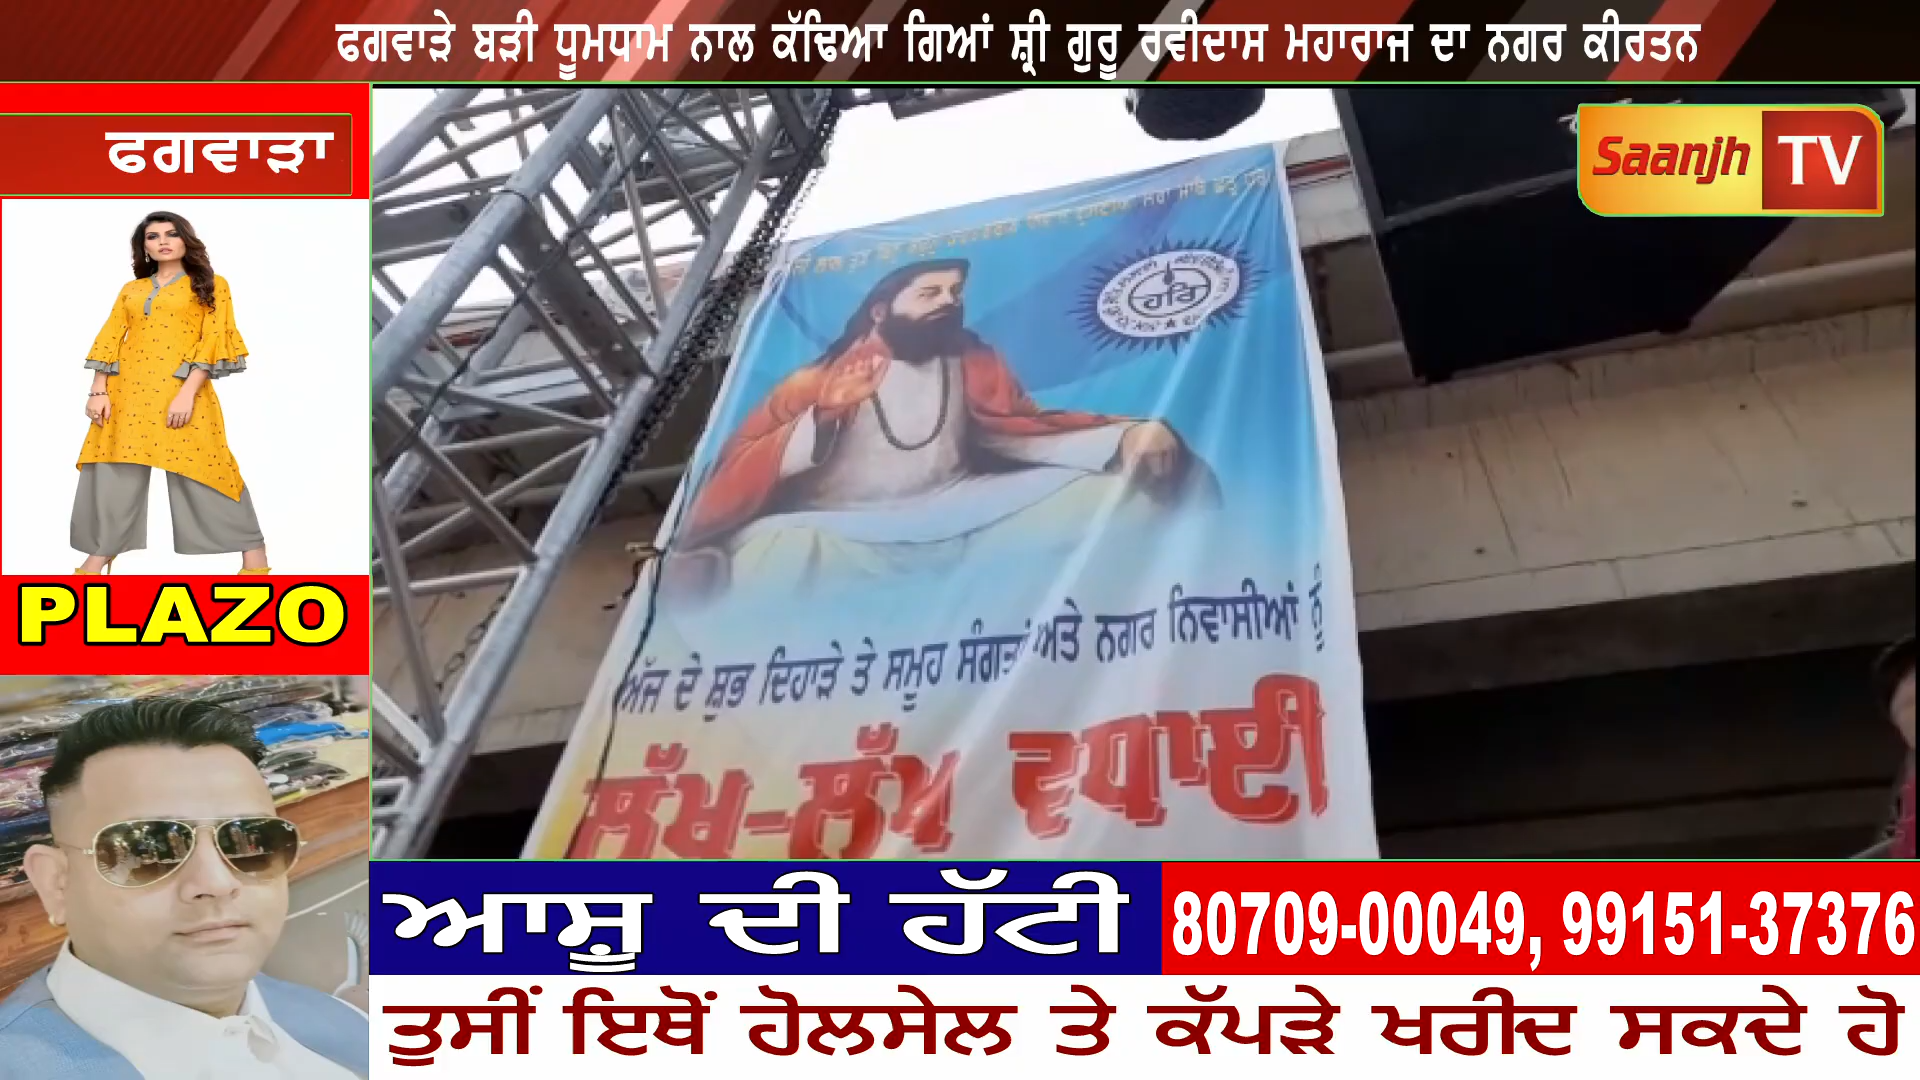 ਫਗਵਾੜੇ ਬੜੀ ਧੂਮਧਾਮ ਨਾਲ ਕੱਢਿਆ ਗਿਆਂ ਸ਼੍ਰੀ ਗੁਰੂ ਰਵੀਦਾਸ ਮਹਾਰਾਜ ਦਾ ਨਗਰ ਕੀਰਤਨ
ਫਗਵਾੜਾ
Saanjh TV
ਹਰਿ
ਅੱਜ ਦੇ ਸ਼ੁਭ ਦਿਹਾੜੇ ਤੇ ਸਮੂਹ ਸੰਗਤਾਂ ਅਤੇ ਨਗਰ ਨਿਵਾਸੀਆਂ ਨੂੰ
ਲੱਖ-ਲੱਖ ਵਧਾਈ
PLAZO
ਆਸ਼ੂ ਦੀ ਹੱਟੀ
80709-00049, 99151-37376
ਤੁਸੀਂ ਇਥੋਂ ਹੋਲਸੇਲ ਤੇ ਕੱਪੜੇ ਖਰੀਦ ਸਕਦੇ ਹੋ